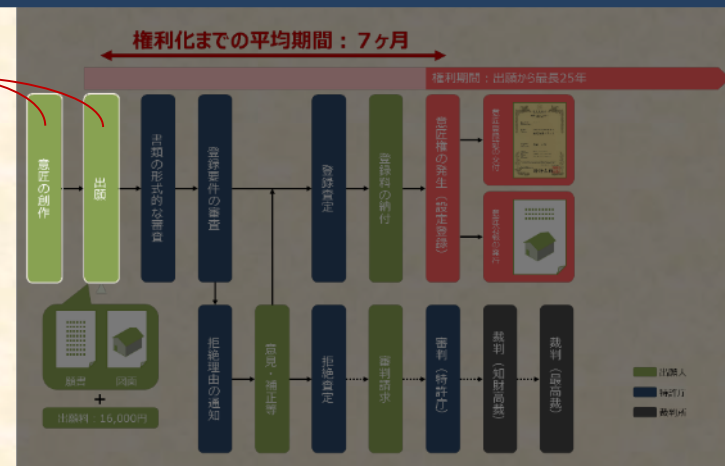 権利化までの平均期間：7ヶ月
権利期間：出願から最長25年
意匠の創作
出願
書類の形式的な審査
登録要件の審査
登録査定
登録料の納付
意匠権の発生（設定登録）
拒絶理由の通知
意見・補正等
拒絶査定
審判請求
審判（特許庁）
裁判（知財高裁）
裁判（最高裁）
願書
図面
+
出願料：16,000円
出願人
特許庁
裁判所